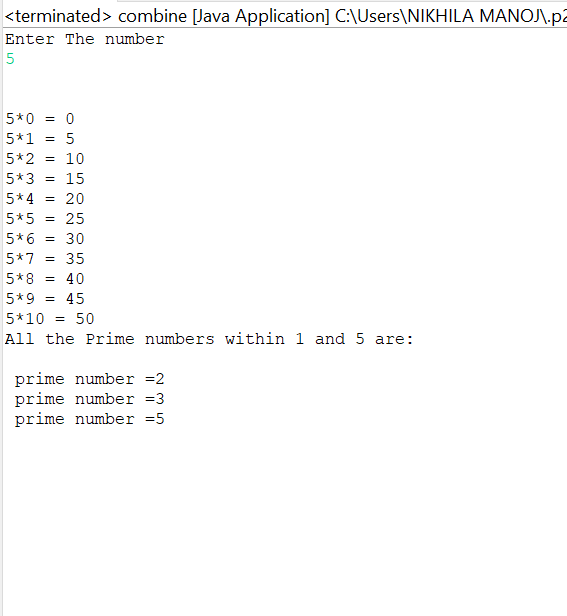 <terminated> combine [Java Application] C:\Users\NIKHILA MANOJ\.p2
Enter The number
5
5*0 = 0
5*1 = 5
5*2 = 10
5*3 = 15
5*4 = 20
5*5 = 25
5*6 = 30
5*7 = 35
5*8 = 40
5*9 = 45
5*10 = 50
All the Prime numbers within 1 and 5 are:
prime number =2
prime number =3
prime number =5